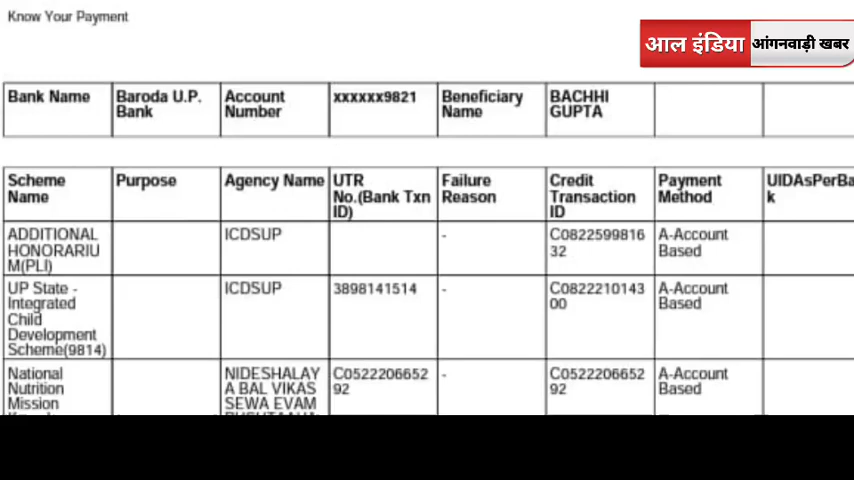 Know Your Payment
आल इंडिया आंगनवाड़ी खबर
Bank Name Baroda U.P. Bank Account Number xxxxxx9821 Beneficiary Name BACHHI GUPTA
Scheme Name Purpose Agency Name UTR No.(Bank Txn ID) Failure Reason Credit Transaction ID Payment Method UIDAsPerBa k
ADDITIONAL HONORARIU M(PLI) ICDSUP - C0822599816 32 A-Account Based
UP State - Integrated Child Development Scheme(9814) ICDSUP 3898141514 - C0822210143 00 A-Account Based
National Nutrition Mission NIDESHALAY A BAL VIKAS SEWA EVAM C0522206652 92 - C0522206652 92 A-Account Based